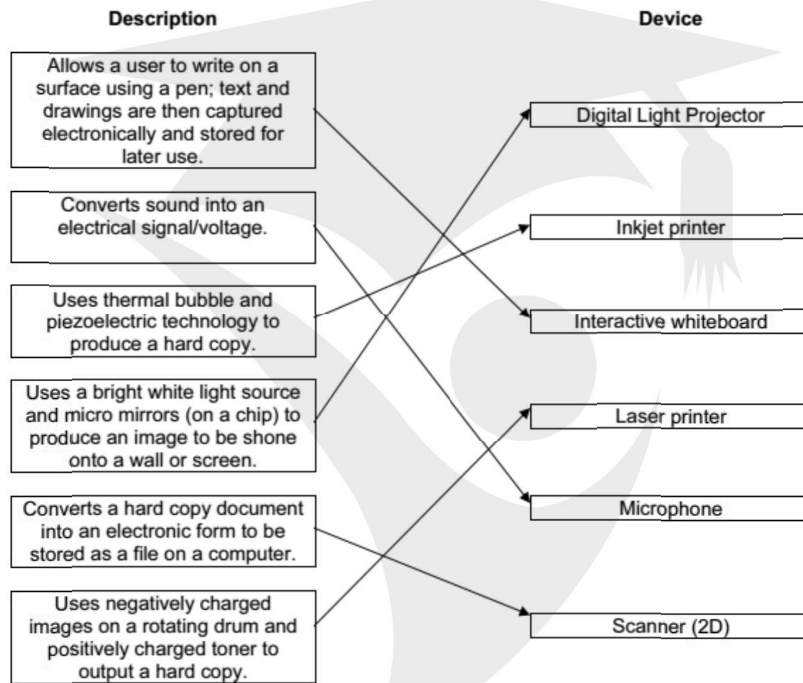 Description
Allows a user to write on a
surface using a pen; text and
drawings are then captured
electronically and stored for
later use.
Converts sound into an
electrical signal/voltage.
Uses thermal bubble and
piezoelectric technology to
produce a hard copy.
Uses a bright white light source
and micro mirrors (on a chip) to
produce an image to be shone
onto a wall or screen.
Converts a hard copy document
into an electronic form to be
stored as a file on a computer.
Uses negatively charged
images on a rotating drum and
positively charged toner to
output a hard copy.
Device
Digital Light Projector
Inkjet printer
Interactive whiteboard
Laser printer
Microphone
Scanner (2D)